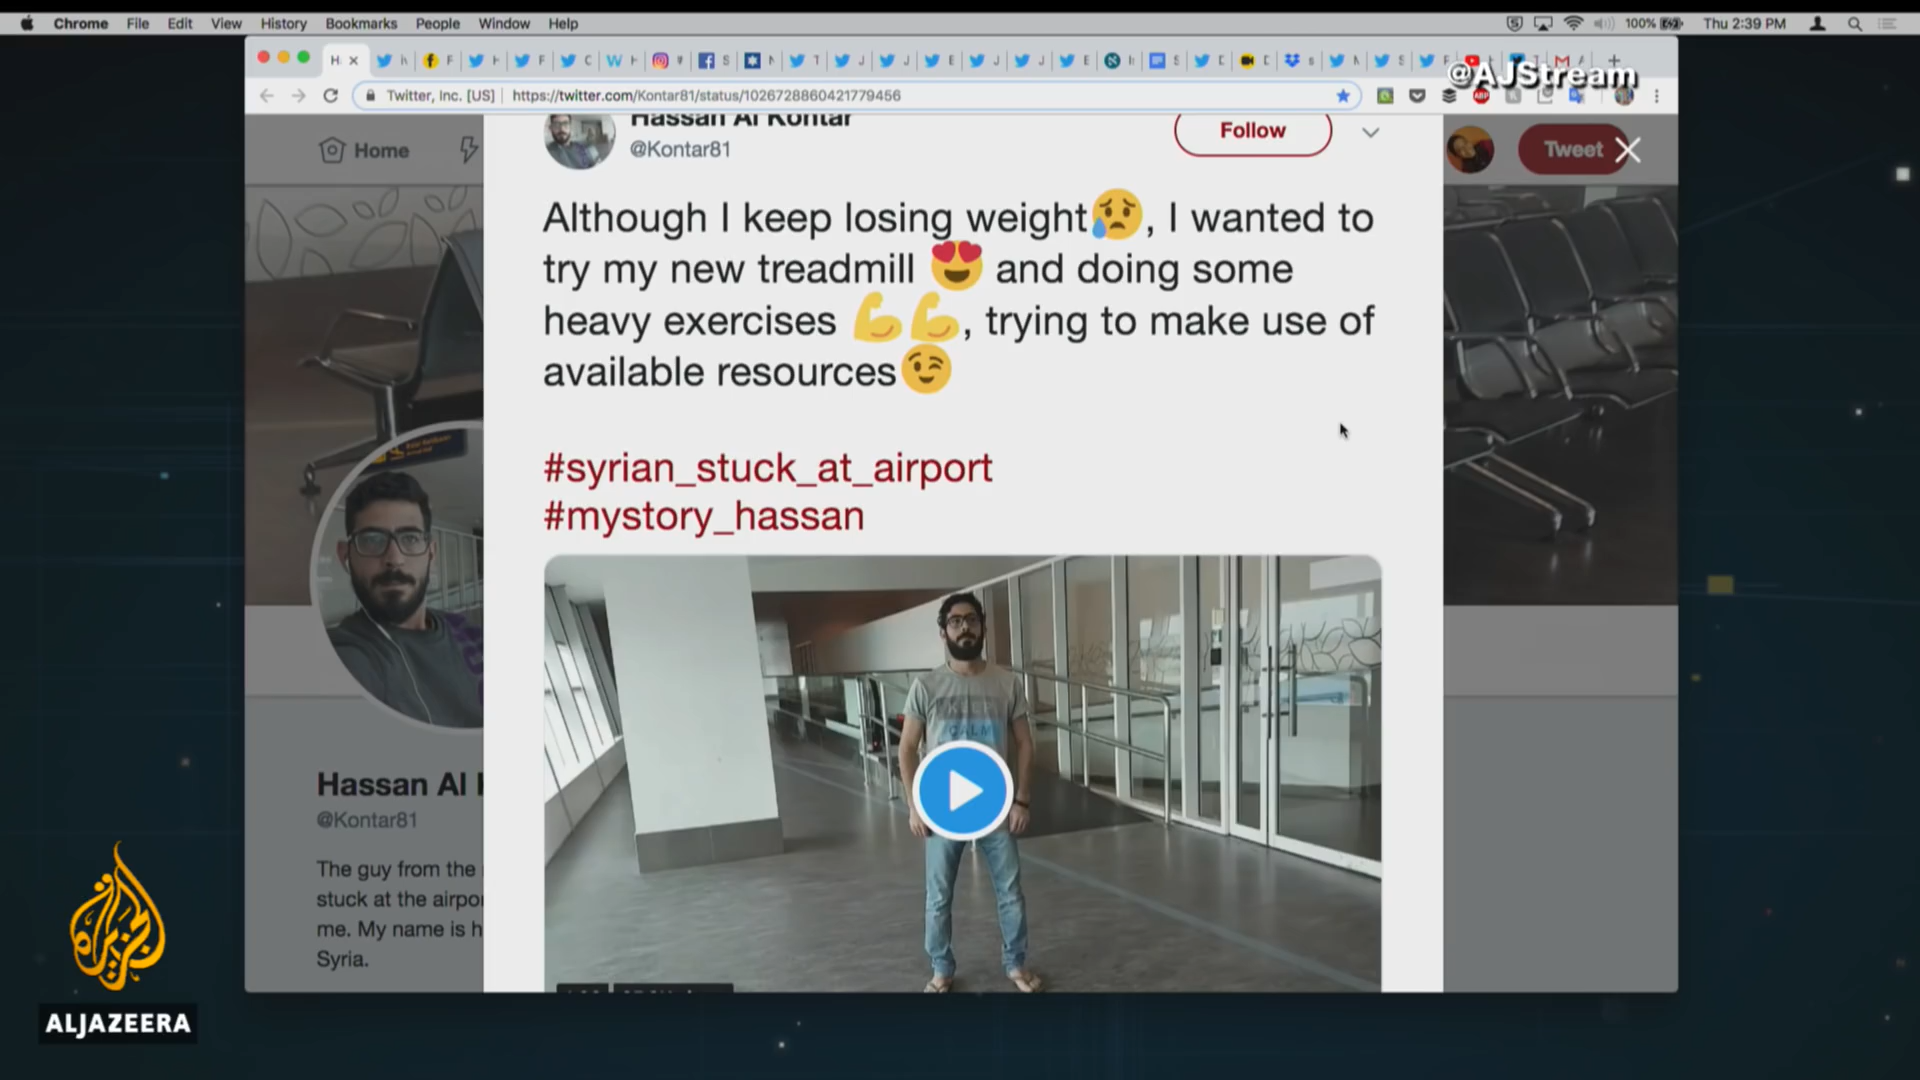 Chrome File Edit View History Bookmarks People Window Help
100% Thu 2:39 PM
@AJStream
Twitter, Inc. [US] https://twitter.com/Kontar81/status/1026728860421779456
Home
Hassan Al Kontar
@Kontar81
Follow
Tweet
Although I keep losing weight😥, I wanted to
try my new treadmill 😍 and doing some
heavy exercises 💪💪, trying to make use of
available resources😉
#syrian_stuck_at_airport
#mystory_hassan
KEEP
CALM
Hassan Al
@Kontar81
The guy from the
stuck at the airpo
me. My name is h
Syria.
الجزيرة
ALJAZEERA